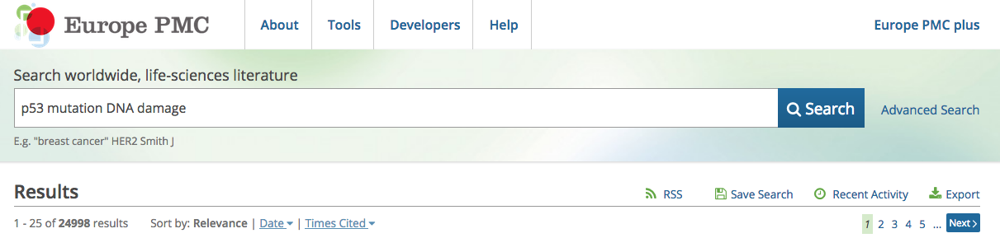 Europe PMC About Tools Developers Help Europe PMC plus
Search worldwide, life-sciences literature
p53 mutation DNA damage Search Advanced Search
E.g. "breast cancer" HER2 Smith J
Results RSS Save Search Recent Activity Export
1 - 25 of 24998 results Sort by: Relevance | Date | Times Cited 1 2 3 4 5 ... Next